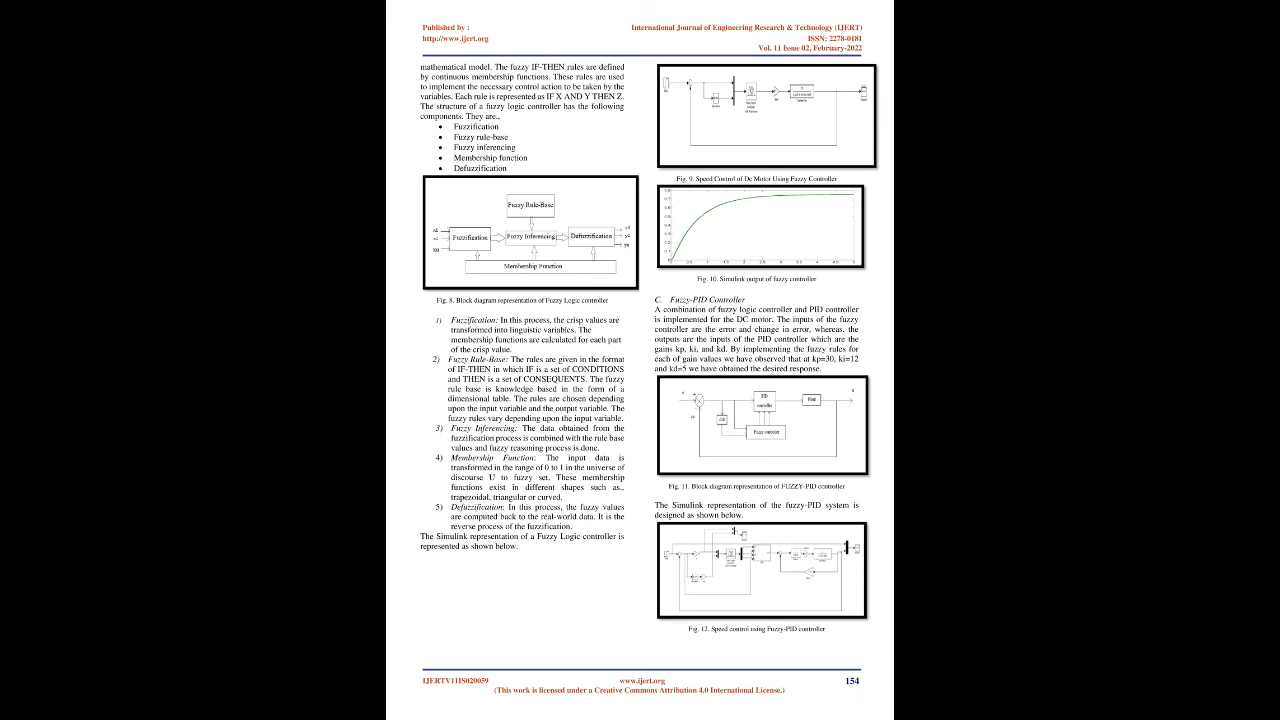 Published by :
International Journal of Engineering Research & Technology (IJERT)
http://www.ijert.org
ISSN: 2278-0181
Vol. 11 Issue 02, February-2022
mathematical model. The fuzzy IF-THEN rules are defined
by continuous membership functions. These rules are used
to implement the necessary control action to be taken by the
variables. Each rule is represented as IF X AND Y THEN Z.
The structure of a fuzzy logic controller has the following
components. They are.,
• Fuzzification
• Fuzzy rule-base
• Fuzzy inferencing
• Membership function
• Defuzzification
Fuzzy Rule-Base
Fuzzification
Fuzzy Inferencing
Defuzzification
Membership Function
Fig. 8. Block diagram representation of Fuzzy Logic controller
1) Fuzzification: In this process, the crisp values are
transformed into linguistic variables. The
membership functions are calculated for each part
of the crisp value.
2) Fuzzy Rule-Base: The rules are given in the format
of IF-THEN in which IF is a set of CONDITIONS
and THEN is a set of CONSEQUENTS. The fuzzy
rule base is knowledge based in the form of a
dimensional table. The rules are chosen depending
upon the input variable and the output variable. The
fuzzy rules vary depending upon the input variable.
3) Fuzzy Inferencing: The data obtained from the
fuzzification process is combined with the rule base
values and fuzzy reasoning process is done.
4) Membership Function: The input data is
transformed in the range of 0 to 1 in the universe of
discourse U to fuzzy set. These membership
functions exist in different shapes such as.,
trapezoidal, triangular or curved.
5) Defuzzification: In this process, the fuzzy values
are computed back to the real-world data. It is the
reverse process of the fuzzification.
The Simulink representation of a Fuzzy Logic controller is
represented as shown below.
Fig. 9. Speed Control of Dc Motor Using Fuzzy Controller
Fig. 10. Simulink output of fuzzy controller
C. Fuzzy-PID Controller
A combination of fuzzy logic controller and PID controller
is implemented for the DC motor. The inputs of the fuzzy
controller are the error and change in error, whereas, the
outputs are the inputs of the PID controller which are the
gains kp, ki, and kd. By implementing the fuzzy rules for
each of gain values we have observed that at kp=30, ki=12
and kd=5 we have obtained the desired response.
PID
controller
Plant
Fuzzy controller
Fig. 11. Block diagram representation of FUZZY-PID controller
The Simulink representation of the fuzzy-PID system is
designed as shown below.
Fig. 12. Speed control using Fuzzy-PID controller
IJERTV11IS020059
www.ijert.org
154
(This work is licensed under a Creative Commons Attribution 4.0 International License.)